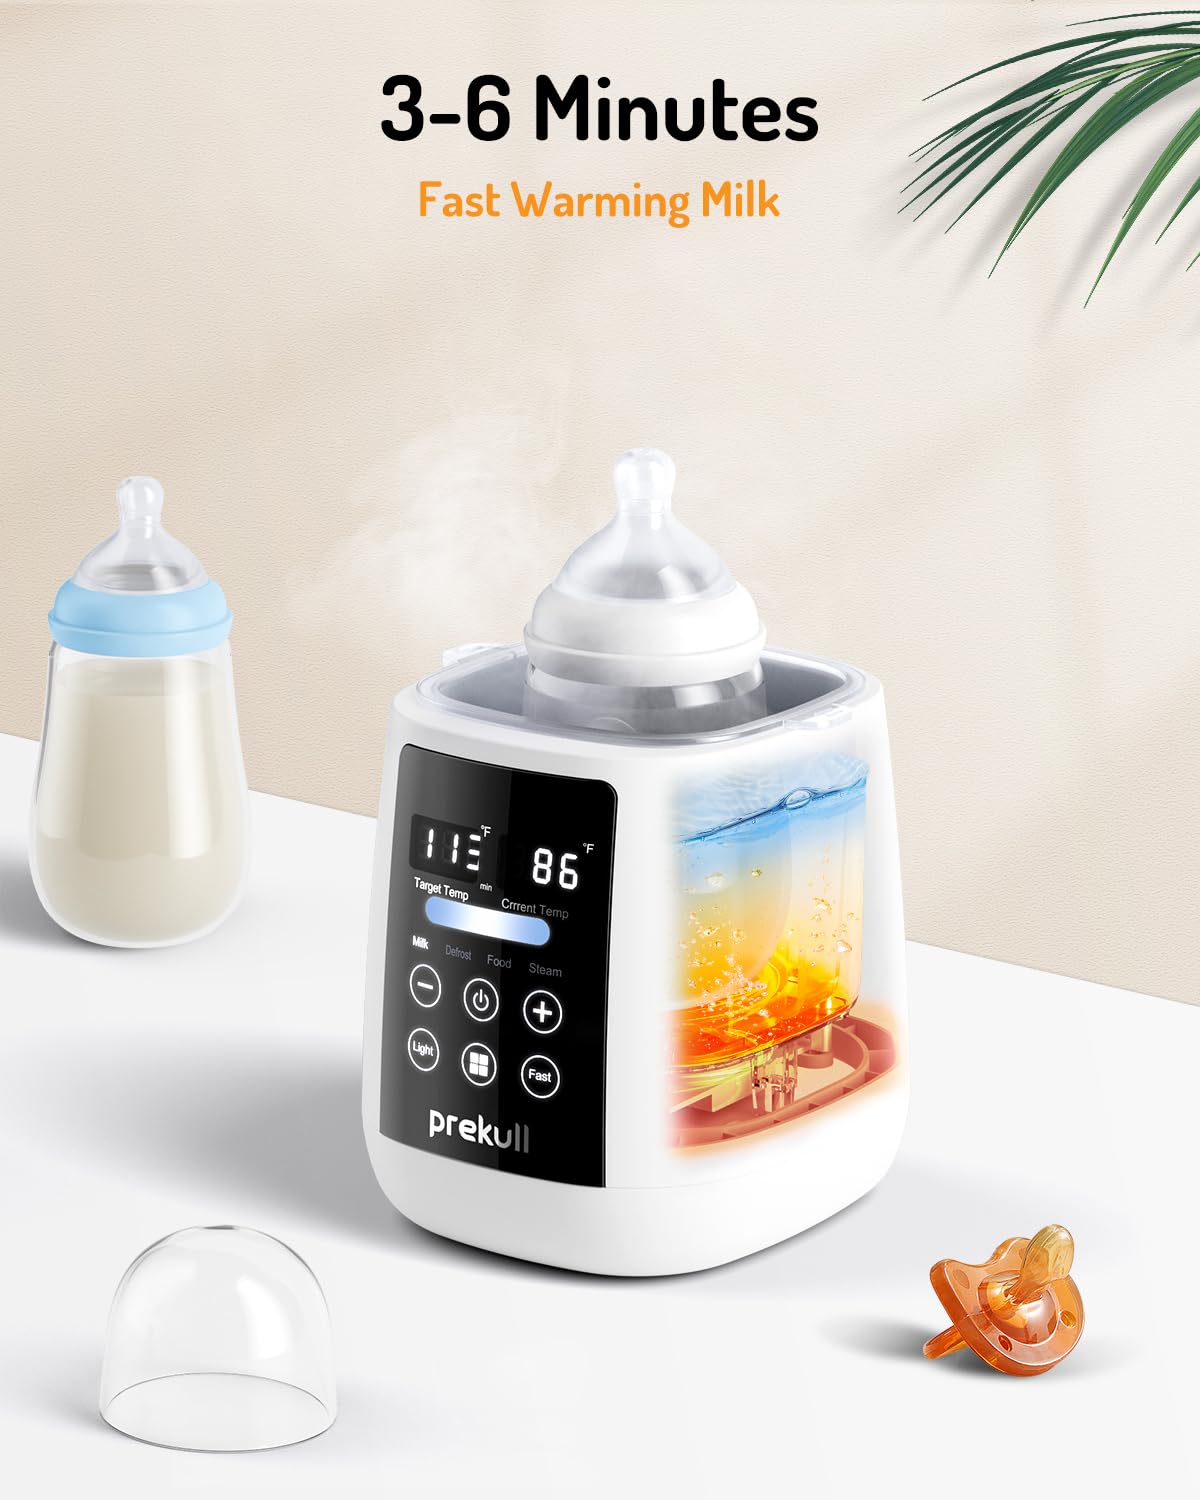 3-6 Minutes
Fast Warming Milk
113 °F
86 °F
Target Temp
min
Crrrent Temp
Milk Defrost Food Steam
Light
Fast
prekull